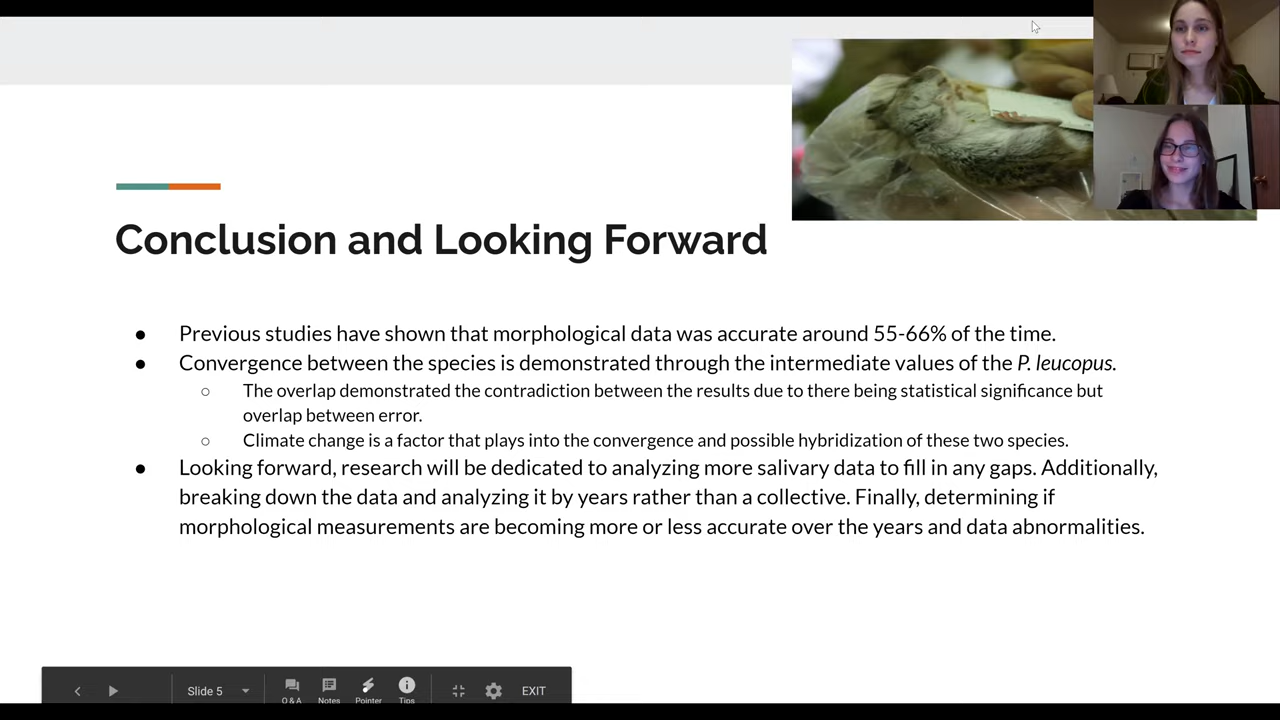 Conclusion and Looking Forward
● Previous studies have shown that morphological data was accurate around 55-66% of the time.
● Convergence between the species is demonstrated through the intermediate values of the P. leucopus.
○ The overlap demonstrated the contradiction between the results due to there being statistical significance but
overlap between error.
○ Climate change is a factor that plays into the convergence and possible hybridization of these two species.
● Looking forward, research will be dedicated to analyzing more salivary data to fill in any gaps. Additionally,
breaking down the data and analyzing it by years rather than a collective. Finally, determining if
morphological measurements are becoming more or less accurate over the years and data abnormalities.
Slide 5 Q & A Notes Pointer Tips EXIT